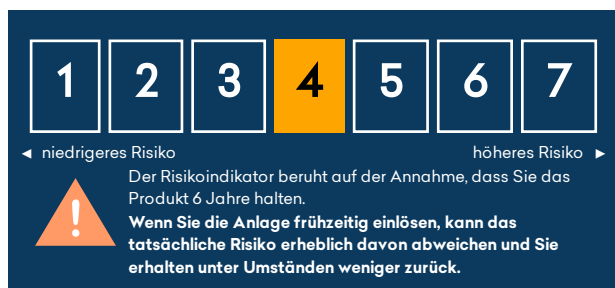 1 2 3 4 5 6 7
◄ niedrigeres Risiko höheres Risiko ►
Der Risikoindikator beruht auf der Annahme, dass Sie das
Produkt 6 Jahre halten.
Wenn Sie die Anlage frühzeitig einlösen, kann das
tatsächliche Risiko erheblich davon abweichen und Sie
erhalten unter Umständen weniger zurück.
!